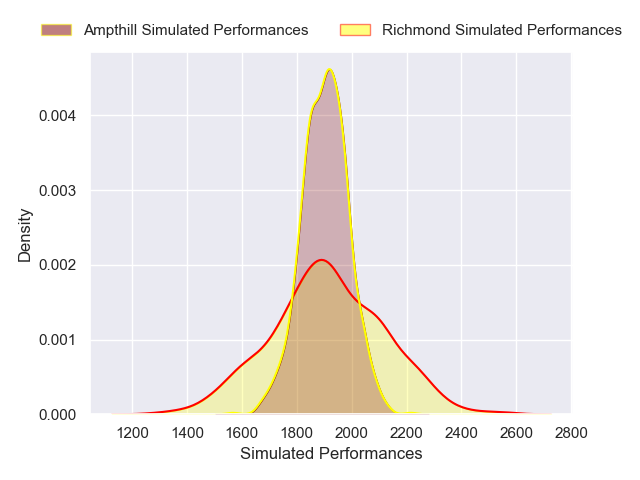 Ampthill Simulated Performances Richmond Simulated Performances
0.004
0.003
0.002
0.001
0.000
Density
1200 1400 1600 1800 2000 2200 2400 2600 2800
Simulated Performances